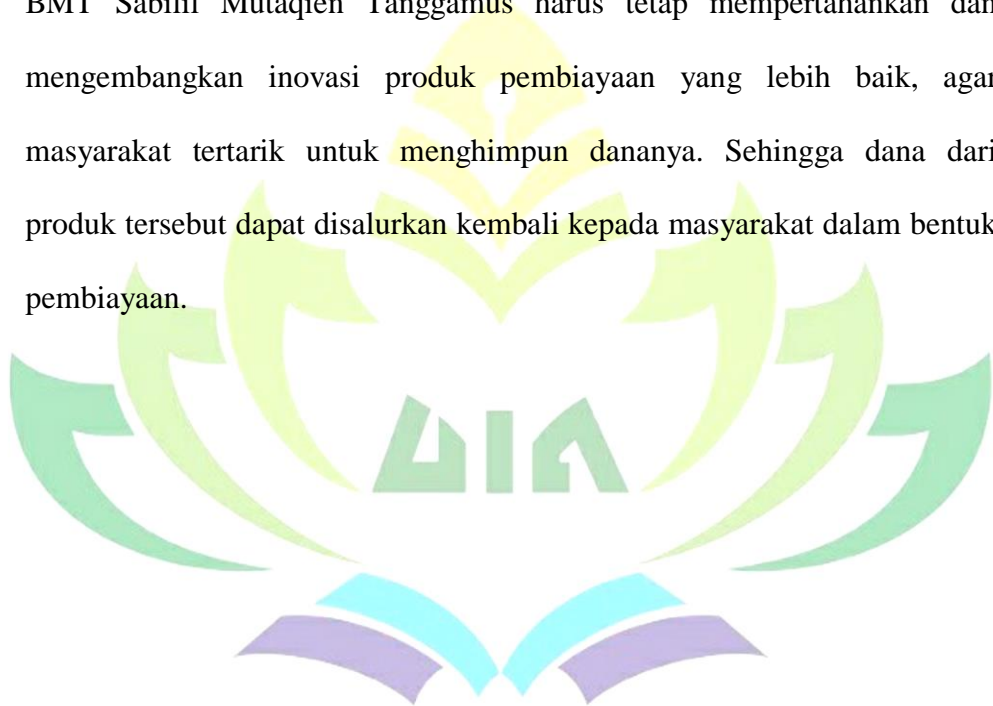 BMT Sabilil Mutaqien Tanggamus harus tetap mempertahankan dan
mengembangkan inovasi produk pembiayaan yang lebih baik, agar
masyarakat tertarik untuk menghimpun dananya. Sehingga dana dari
produk tersebut dapat disalurkan kembali kepada masyarakat dalam bentuk
pembiayaan.